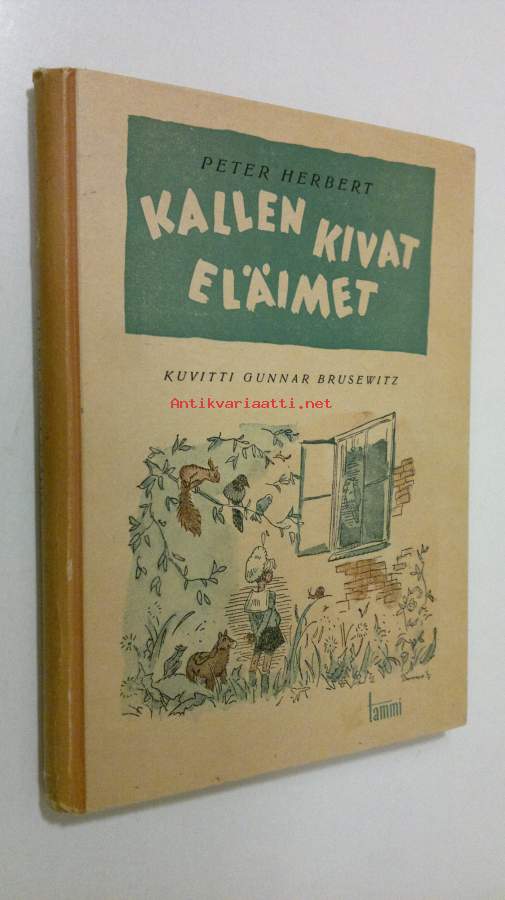 PETER HERBERT
KALLEN KIVAT
ELÄIMET
KUVITTI GUNNAR BRUSEWITZ
Antikvariaatti.net
tammi